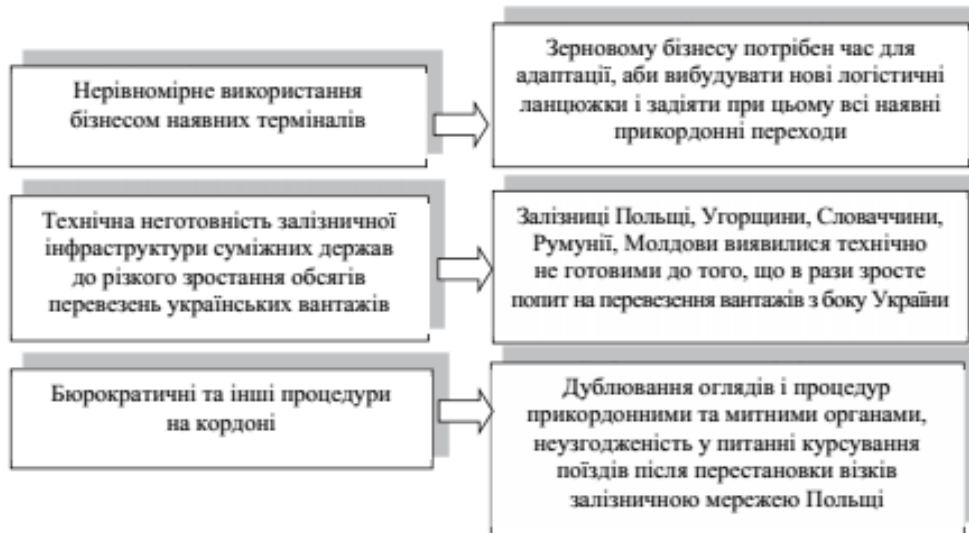 Нерівномірне використання
бізнесом наявних терміналів
Зерновому бізнесу потрібен час для
адаптації, аби вибудувати нові логістичні
ланцюжки і задіяти при цьому всі наявні
прикордонні переходи
Технічна неготовність залізничної
інфраструктури суміжних держав
до різкого зростання обсягів
перевезень українських вантажів
Залізниці Польщі, Угорщини, Словаччини,
Румунії, Молдови виявилися технічно
не готовими до того, що в рази зросте
попит на перевезення вантажів з боку України
Бюрократичні та інші процедури
на кордоні
Дублювання оглядів і процедур
прикордонними та митними органами,
неузгодженість у питанні курсування
поїздів після перестановки візків
залізничною мережею Польщі